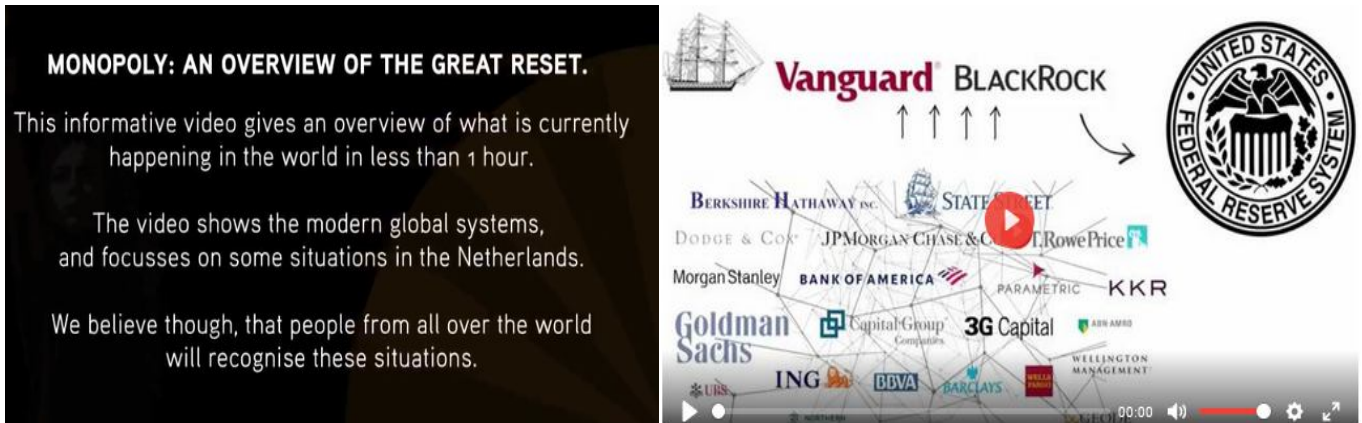 MONOPOLY: AN OVERVIEW OF THE GREAT RESET.
This informative video gives an overview of what is currently
happening in the world in less than 1 hour.
The video shows the modern global systems,
and focusses on some situations in the Netherlands.
We believe though, that people from all over the world
will recognise these situations.
Vanguard® BLACKROCK
UNITED STATES
FEDERAL RESERVE SYSTEM
BERKSHIRE HATHAWAY INC. STATE STREET
DODGE & COX JPMORGAN CHASE & T. Rowe Price
Morgan Stanley BANK OF AMERICA PARAMETRIC KKR
Goldman Sachs
Capital Group
Companies
3G Capital ABN·AMRO
WELLINGTON
MANAGEMENT
UBS ING BBVA BARCLAYS WELLS
FARGO
NORTHERN GEODE
00:00